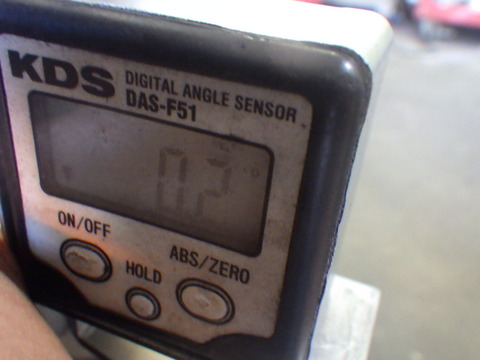 KDS DIGITAL ANGLE SENSOR
DAS-F51
0.2°
ON/OFF
HOLD
ABS/ZERO